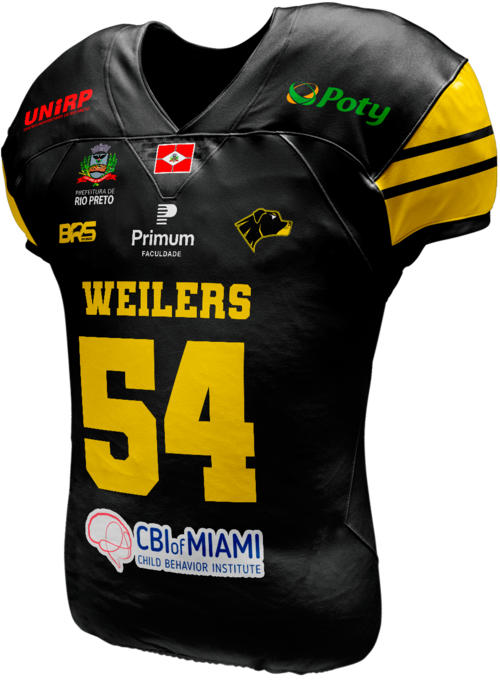 UNIRP
Poty
PREFEITURA DE
RIO PRETO
BRS
Primum
FACULDADE
WEILERS
54
CBI of MIAMI
CHILD BEHAVIOR INSTITUTE